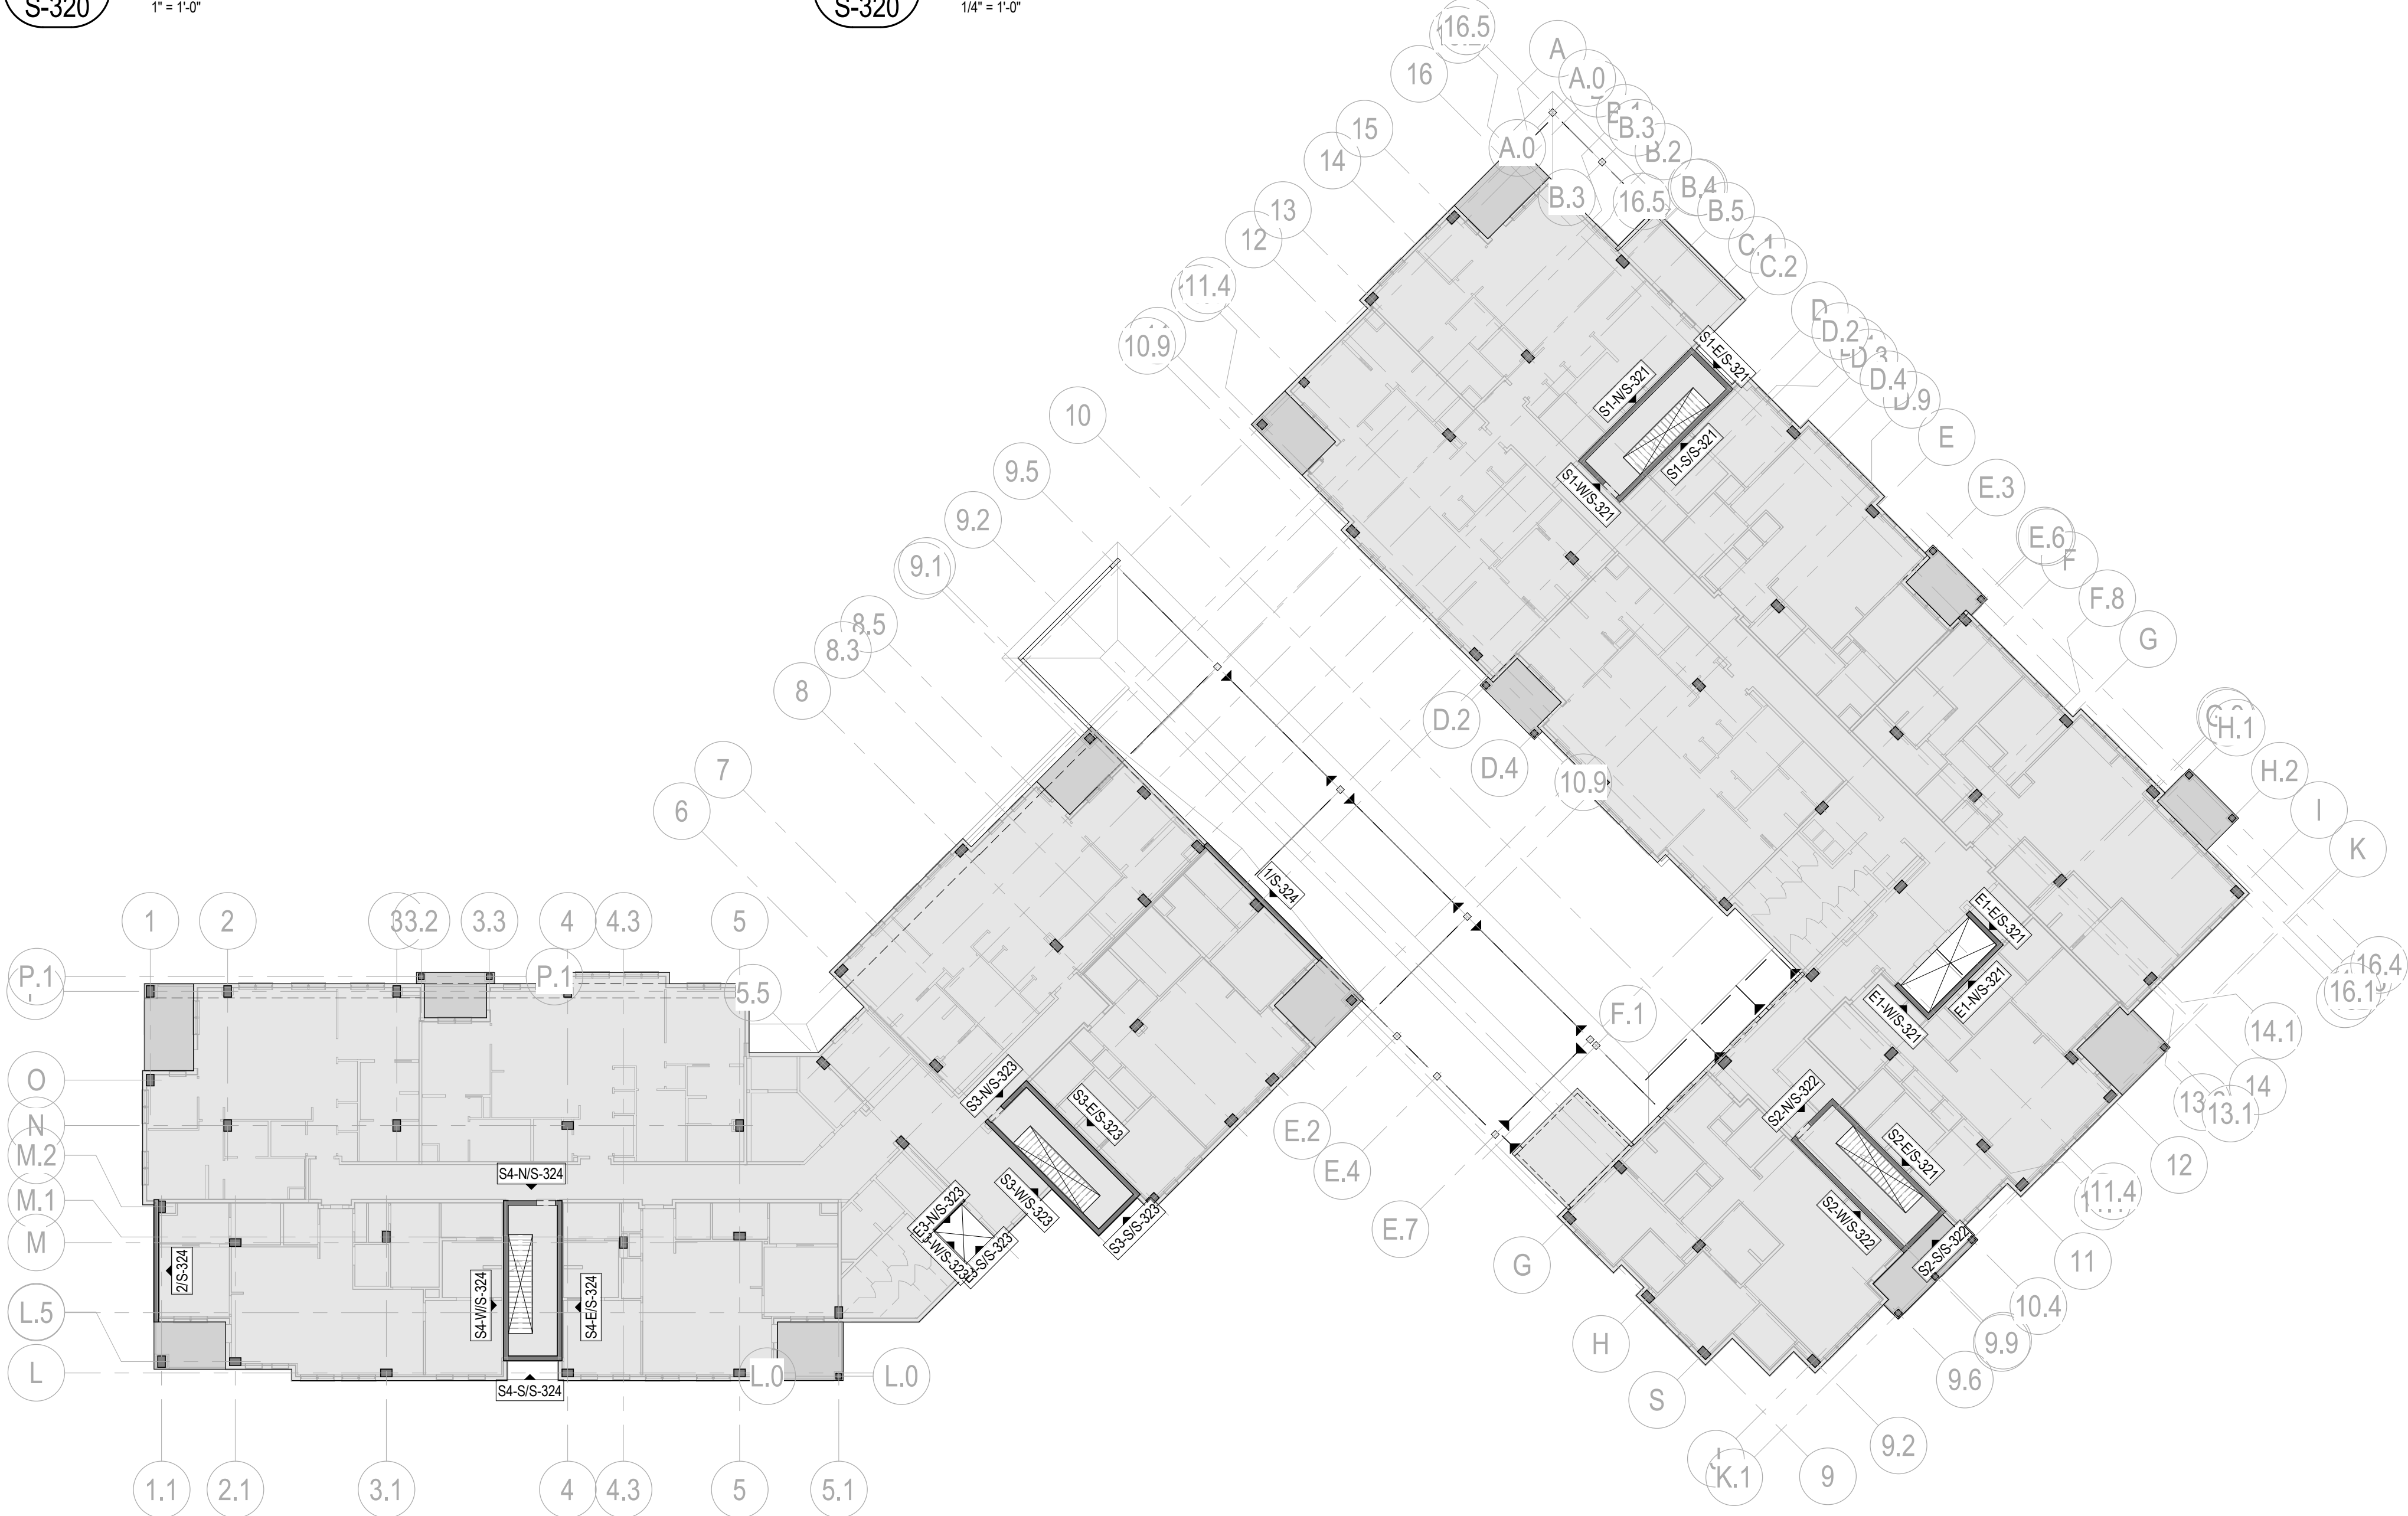 S-320
1" = 1'-0"
S-320
1/4" = 1'-0"
16.5
A
16
A.0
15
B.3
14
A.0
B.2
B.4
13
B.3
16.5
B.5
12
C.1
C.2
11.4
D
10.9
D.2
D.3
S1-E/S-321
D.4
S1-N/S-321
D.9
10
E
S1-S/S-321
9.5
S1-W/S-321
E.3
9.2
E.6
F
9.1
F.8
8.5
G
8.3
8
D.2
H.1
7
D.4
10.9
H.2
6
I
K
1/S-324
1
2
3
3.2
3.3
4
4.3
5
E1-E/S-321
P.1
P.1
5.5
16.4
16.1
E1-N/S-321
E1-W/S-321
F.1
14.1
O
14
S3-N/S-323
S2-N/S-322
13.1
N
S3-E/S-323
E.2
S2-E/S-321
M.2
E.4
12
S4-N/S-324
M.1
E3-N/S-323
S3-W/S-323
11.4
M
E3-W/S-323
S3-S/S-323
E.7
S2-W/S-322
S2-S/S-322
2/S-324
G
11
L.5
S4-W/S-324
S4-E/S-324
10.4
H
9.9
L
L.0
L.0
9.6
S4-S/S-324
S
9.2
K.1
9
1.1
2.1
3.1
4
4.3
5
5.1